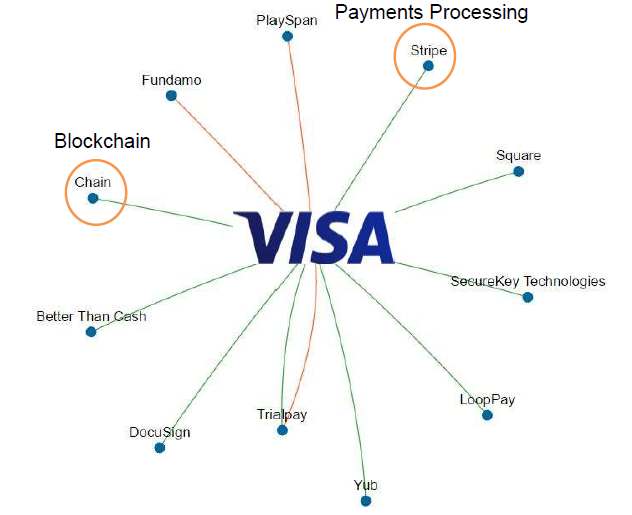 Payments Processing
PlaySpan
Stripe
Fundamo
Blockchain
Square
Chain
VISA
SecureKey Technologies
Better Than Cash
LoopPay
Trialpay
DocuSign
Yub